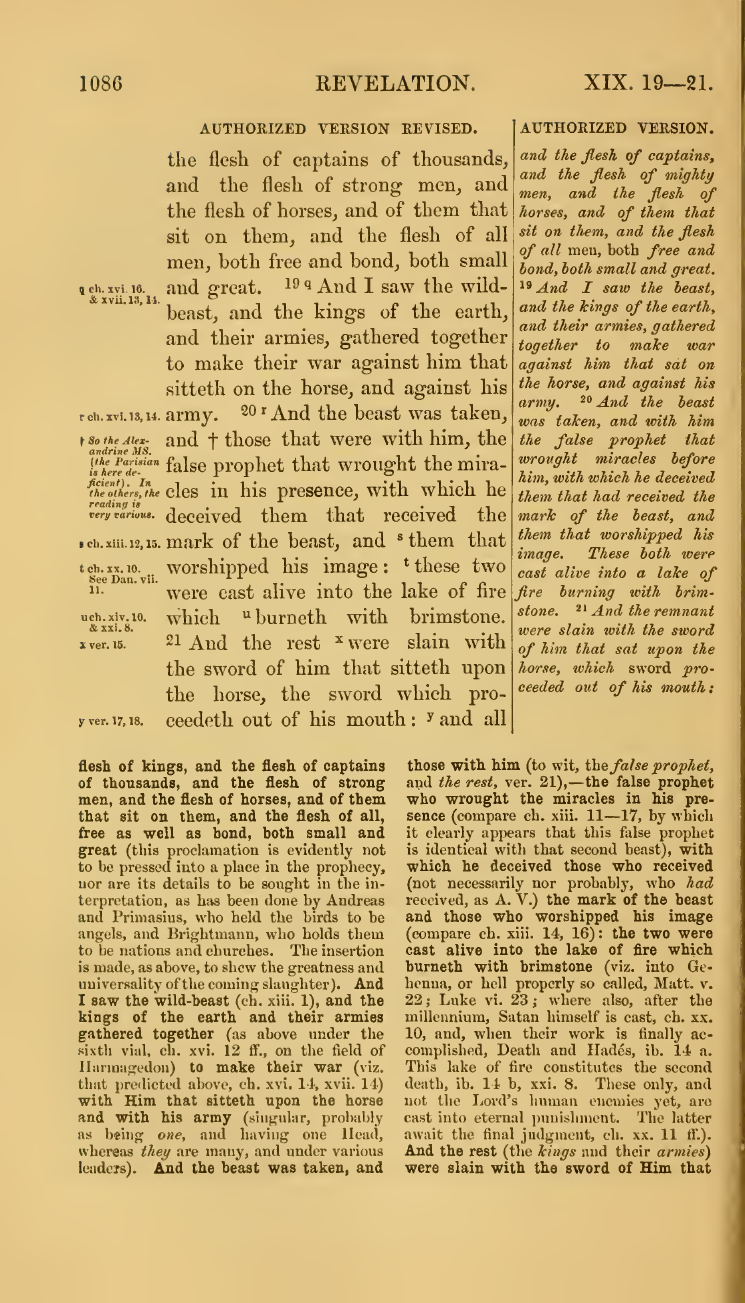 1086 REVELATION. XIX. 19—21.
AUTHORIZED VERSION REVISED.
the flesh of captains of thousands,
and the flesh of strong men, and
the flesh of horses, and of them that
sit on them, and the flesh of all
men, both free and bond, both small
and great. 19 q And I saw the wild-
beast, and the kings of the earth,
and their armies, gathered together
to make their war against him that
sitteth on the horse, and against his
army. 20 r And the beast was taken,
and † those that were with him, the
false prophet that wrought the mira-
cles in his presence, with which he
deceived them that received the
mark of the beast, and s them that
worshipped his image: t these two
were cast alive into the lake of fire
which u burneth with brimstone.
21 And the rest x were slain with
the sword of him that sitteth upon
the horse, the sword which pro-
ceedeth out of his mouth: y and all
q ch. xvi. 16.
& xvii. 13, 14.
r ch. xvi. 13, 14.
† So the Alex-
andrine MS.
(the Parisian
is here de-
ficient). In
the others, the
reading is
very various.
s ch. xiii. 12, 15.
t ch. xx. 10.
See Dan. vii.
11.
u ch. xiv. 10.
& xxi. 8.
x ver. 15.
y ver. 17, 18.
AUTHORIZED VERSION.
and the flesh of captains,
and the flesh of mighty
men, and the flesh of
horses, and of them that
sit on them, and the flesh
of all men, both free and
bond, both small and great.
19 And I saw the beast,
and the kings of the earth,
and their armies, gathered
together to make war
against him that sat on
the horse, and against his
army. 20 And the beast
was taken, and with him
the false prophet that
wrought miracles before
him, with which he deceived
them that had received the
mark of the beast, and
them that worshipped his
image. These both were
cast alive into a lake of
fire burning with brim-
stone. 21 And the remnant
were slain with the sword
of him that sat upon the
horse, which sword pro-
ceeded out of his mouth:
flesh of kings, and the flesh of captains
of thousands, and the flesh of strong
men, and the flesh of horses, and of them
that sit on them, and the flesh of all,
free as well as bond, both small and
great (this proclamation is evidently not
to be pressed into a place in the prophecy,
nor are its details to be sought in the in-
terpretation, as has been done by Andreas
and Primasius, who held the birds to be
angels, and Brightmann, who holds them
to be nations and churches. The insertion
is made, as above, to shew the greatness and
universality of the coming slaughter). And
I saw the wild-beast (ch. xiii. 1), and the
kings of the earth and their armies
gathered together (as above under the
sixth vial, ch. xvi. 12 ff., on the field of
Harmagedon) to make their war (viz.
that predicted above, ch. xvi. 14, xvii. 14)
with Him that sitteth upon the horse
and with his army (singular, probably
as being one, and having one Head,
whereas they are many, and under various
leaders). And the beast was taken, and
those with him (to wit, the false prophet,
and the rest, ver. 21),—the false prophet
who wrought the miracles in his pre-
sence (compare ch. xiii. 11—17, by which
it clearly appears that this false prophet
is identical with that second beast), with
which he deceived those who received
(not necessarily nor probably, who had
received, as A. V.) the mark of the beast
and those who worshipped his image
(compare ch. xiii. 14, 16): the two were
cast alive into the lake of fire which
burneth with brimstone (viz. into Ge-
henna, or hell properly so called, Matt. v.
22; Luke vi. 23; where also, after the
millennium, Satan himself is cast, ch. xx.
10, and, when their work is finally ac-
complished, Death and Hadés, ib. 14 a.
This lake of fire constitutes the second
death, ib. 14 b, xxi. 8. These only, and
not the Lord's human enemies yet, are
cast into eternal punishment. The latter
await the final judgment, ch. xx. 11 ff.).
And the rest (the kings and their armies)
were slain with the sword of Him that